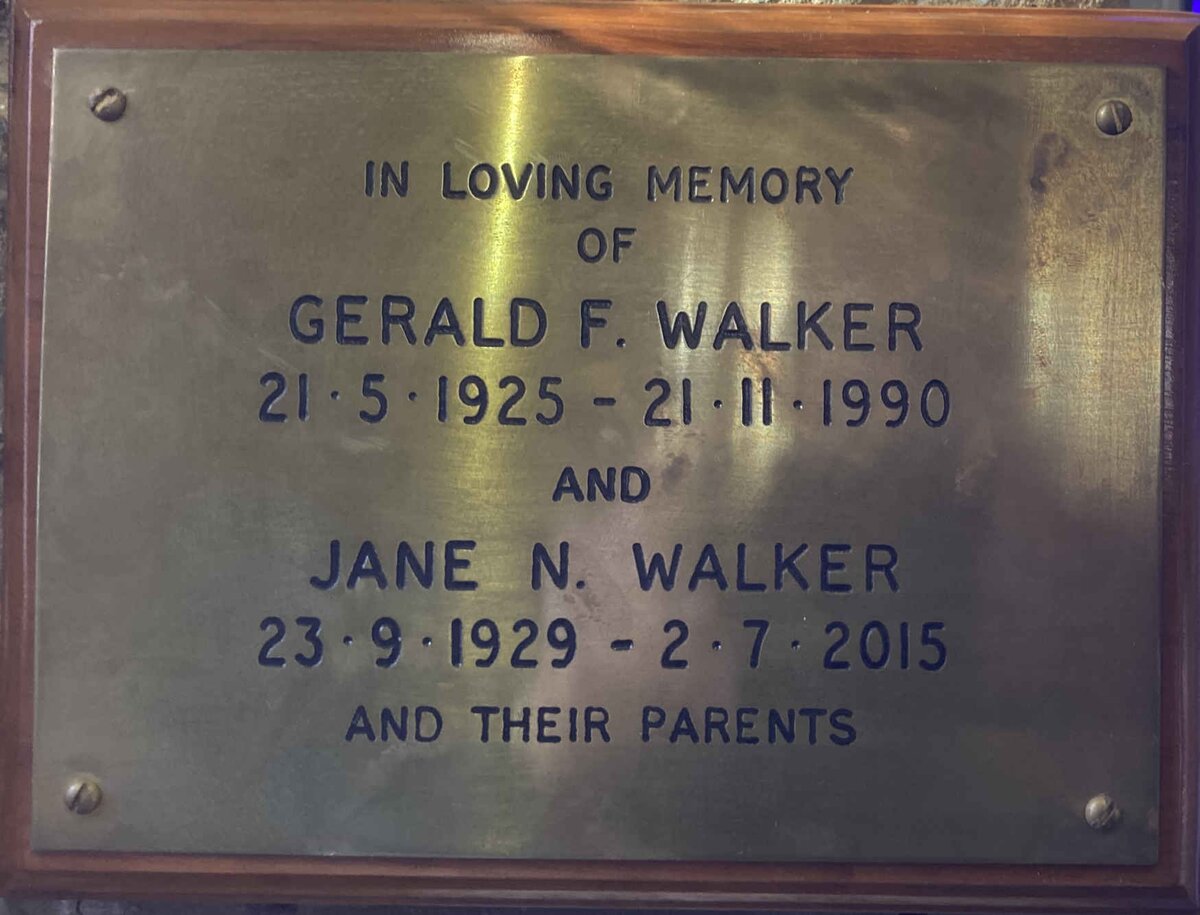 IN LOVING MEMORY
OF
GERALD F. WALKER
21·5·1925 – 21·11·1990
AND
JANE N. WALKER
23·9·1929 – 2·7·2015
AND THEIR PARENTS